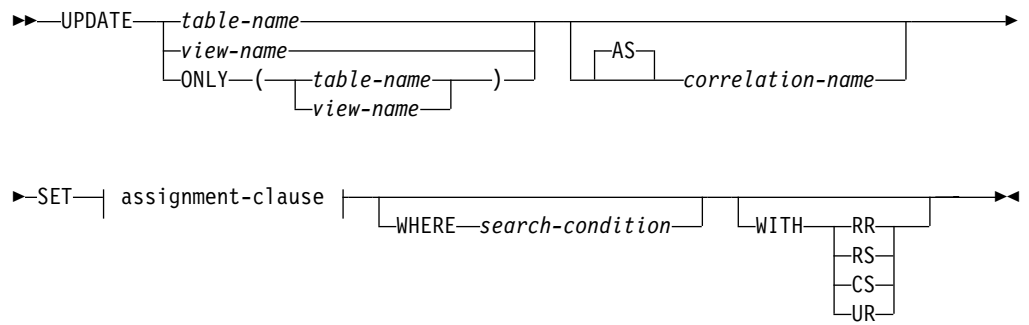 UPDATE table-name
AS
view-name
ONLY ( table-name ) correlation-name
view-name
SET assignment-clause
WHERE search-condition WITH RR
RS
CS
UR